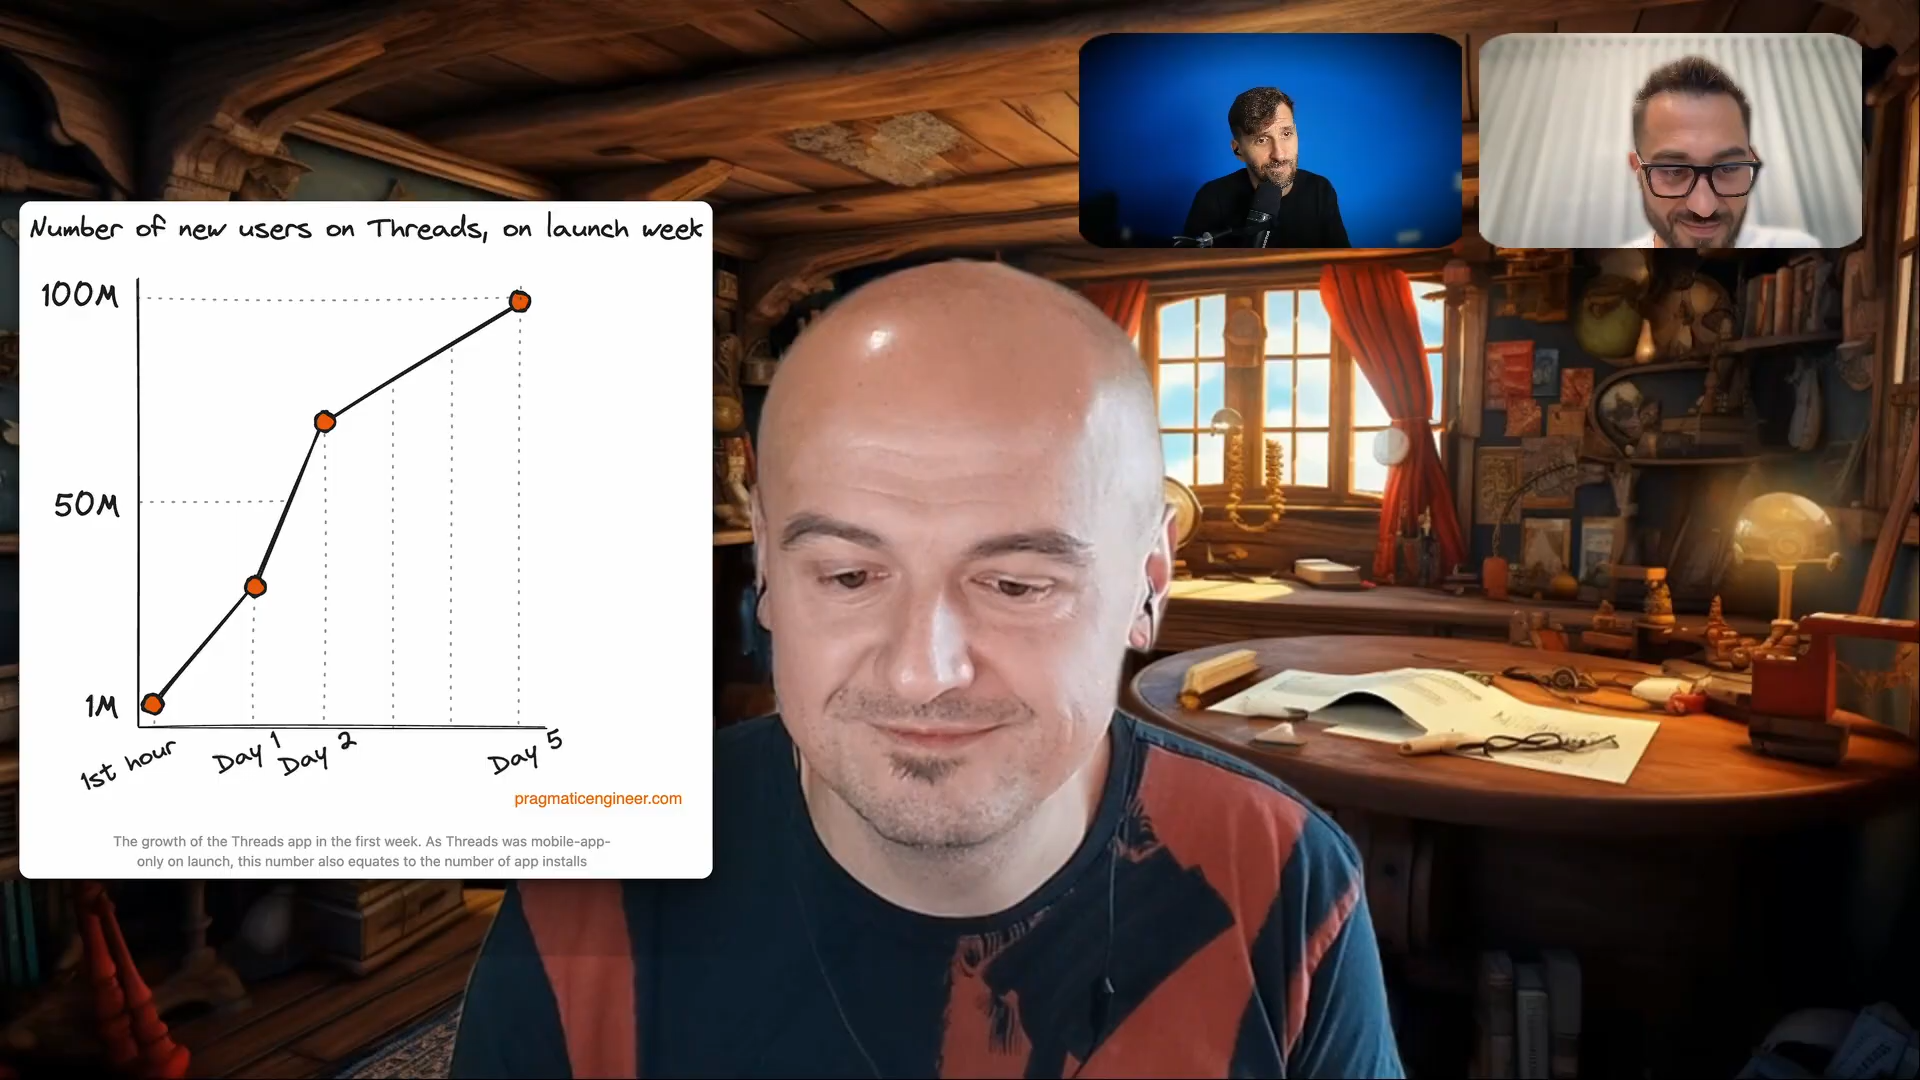 Number of new users on Threads, on launch week
100M
50M
1M
1st hour
Day 1
Day 2
Day 5
pragmaticengineer.com
The growth of the Threads app in the first week. As Threads was mobile-app-
only on launch, this number also equates to the number of app installs